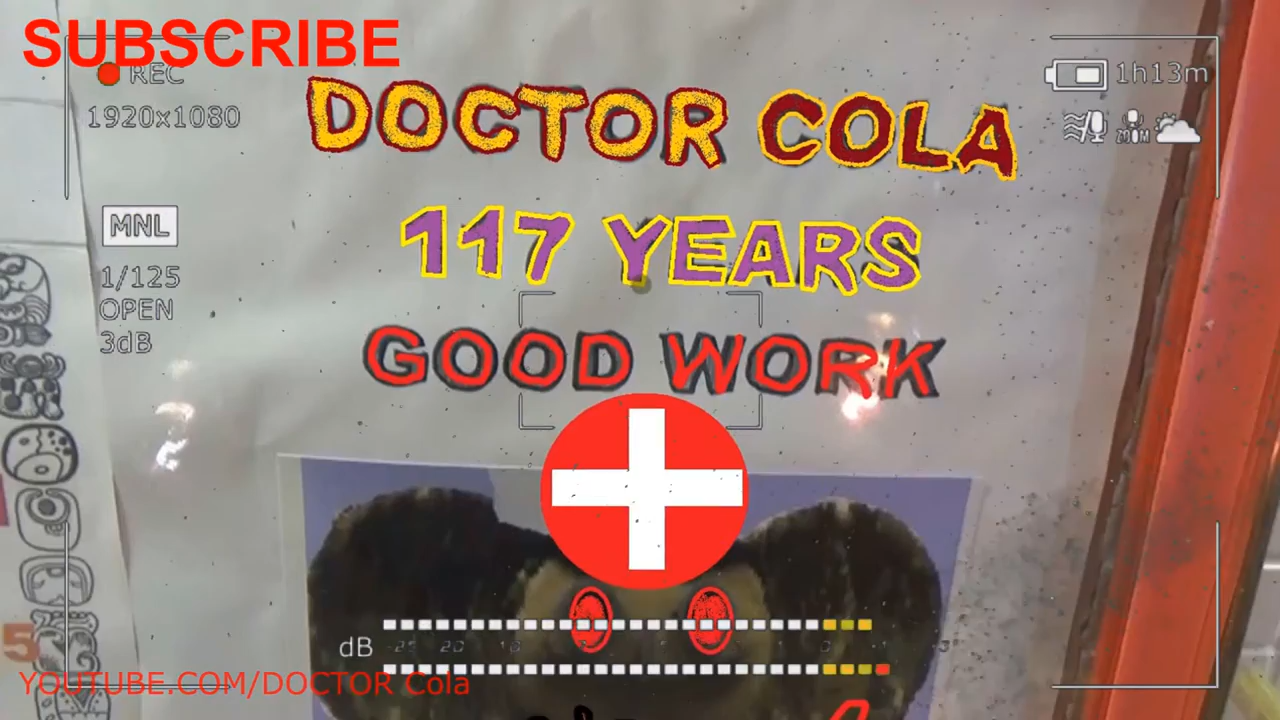 SUBSCRIBE
REC
1920x1080
1h13m
DOCTOR COLA
MNL
117 YEARS
1/125
OPEN
3dB
GOOD WORK
dB
5
YOUTUBE.COM/DOCTOR Cola